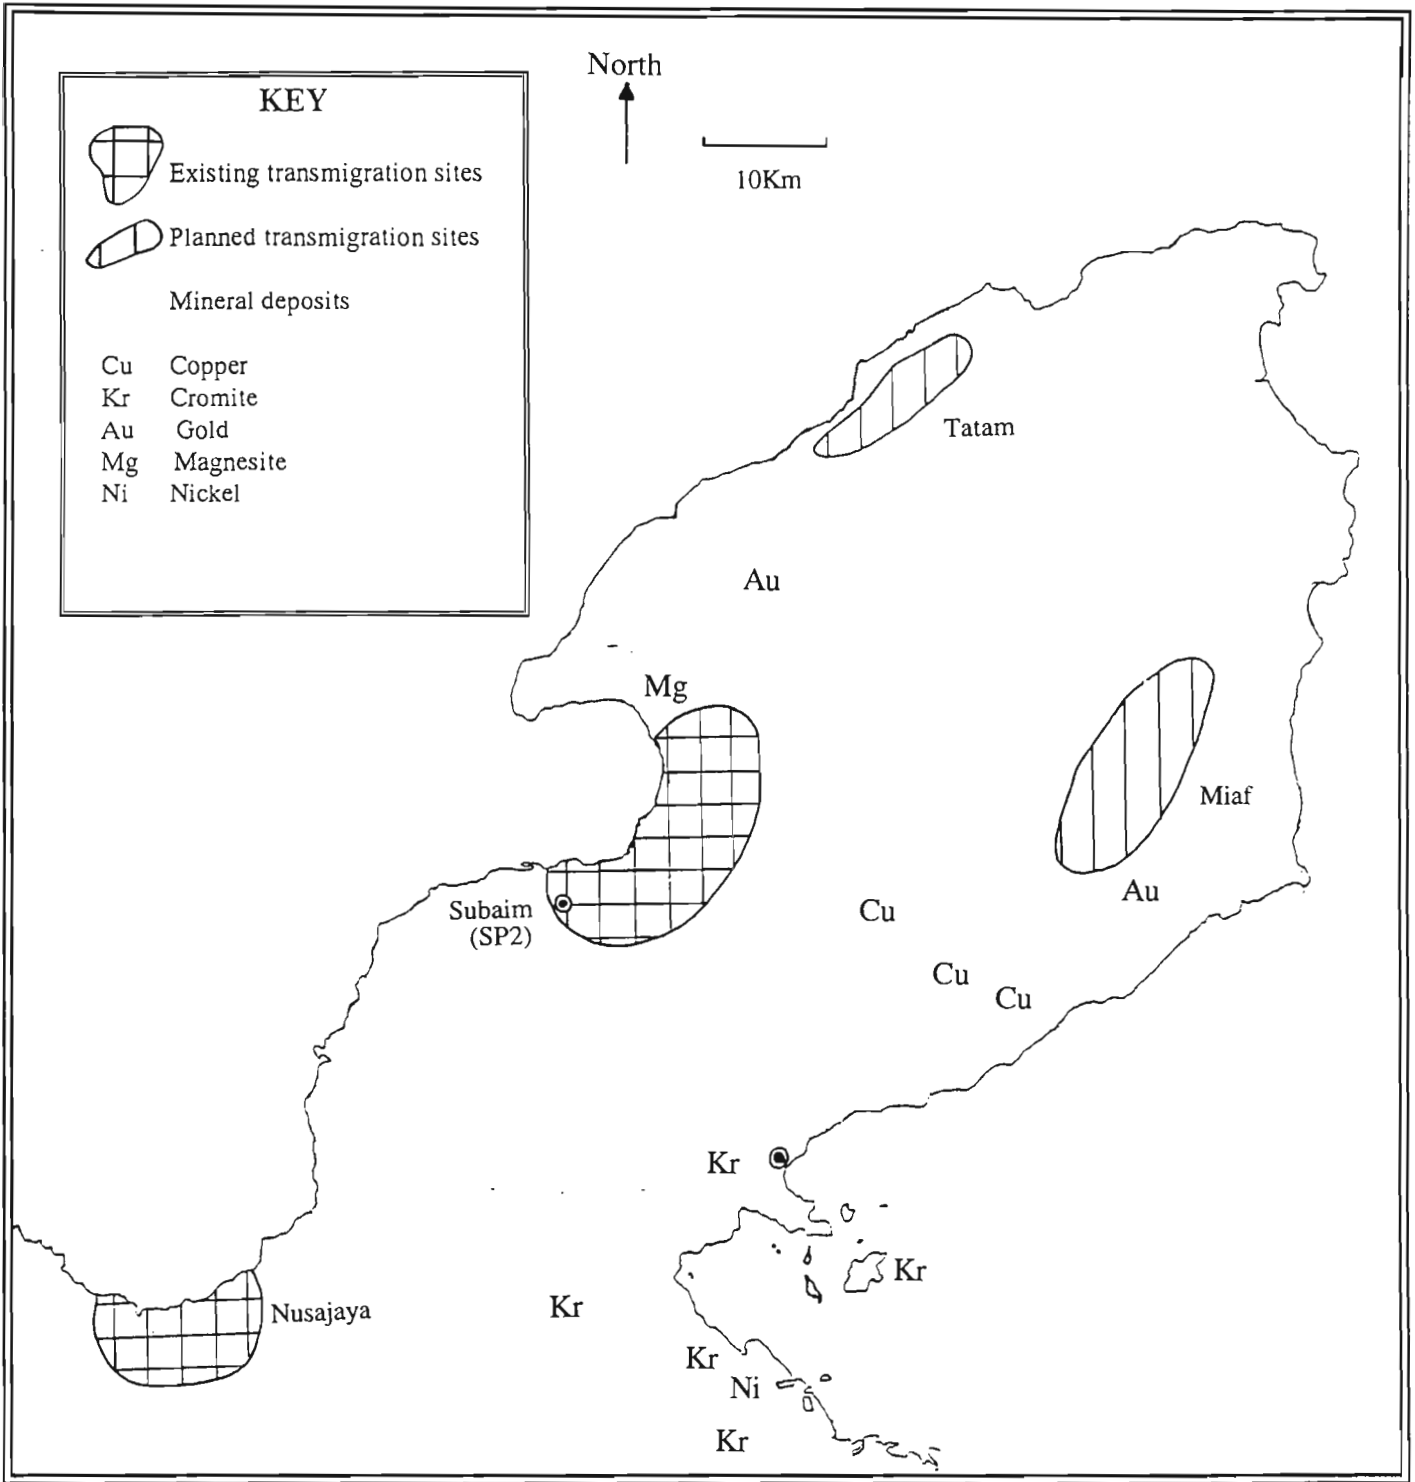 North
10Km
KEY
Existing transmigration sites
Planned transmigration sites
Mineral deposits
Cu Copper
Kr Cromite
Au Gold
Mg Magnesite
Ni Nickel
Tatam
Au
Mg
Miaf
Au
Cu
Subaim
(SP2)
Cu
Cu
Kr
Kr
Kr
Nusajaya
Kr
Ni
Kr